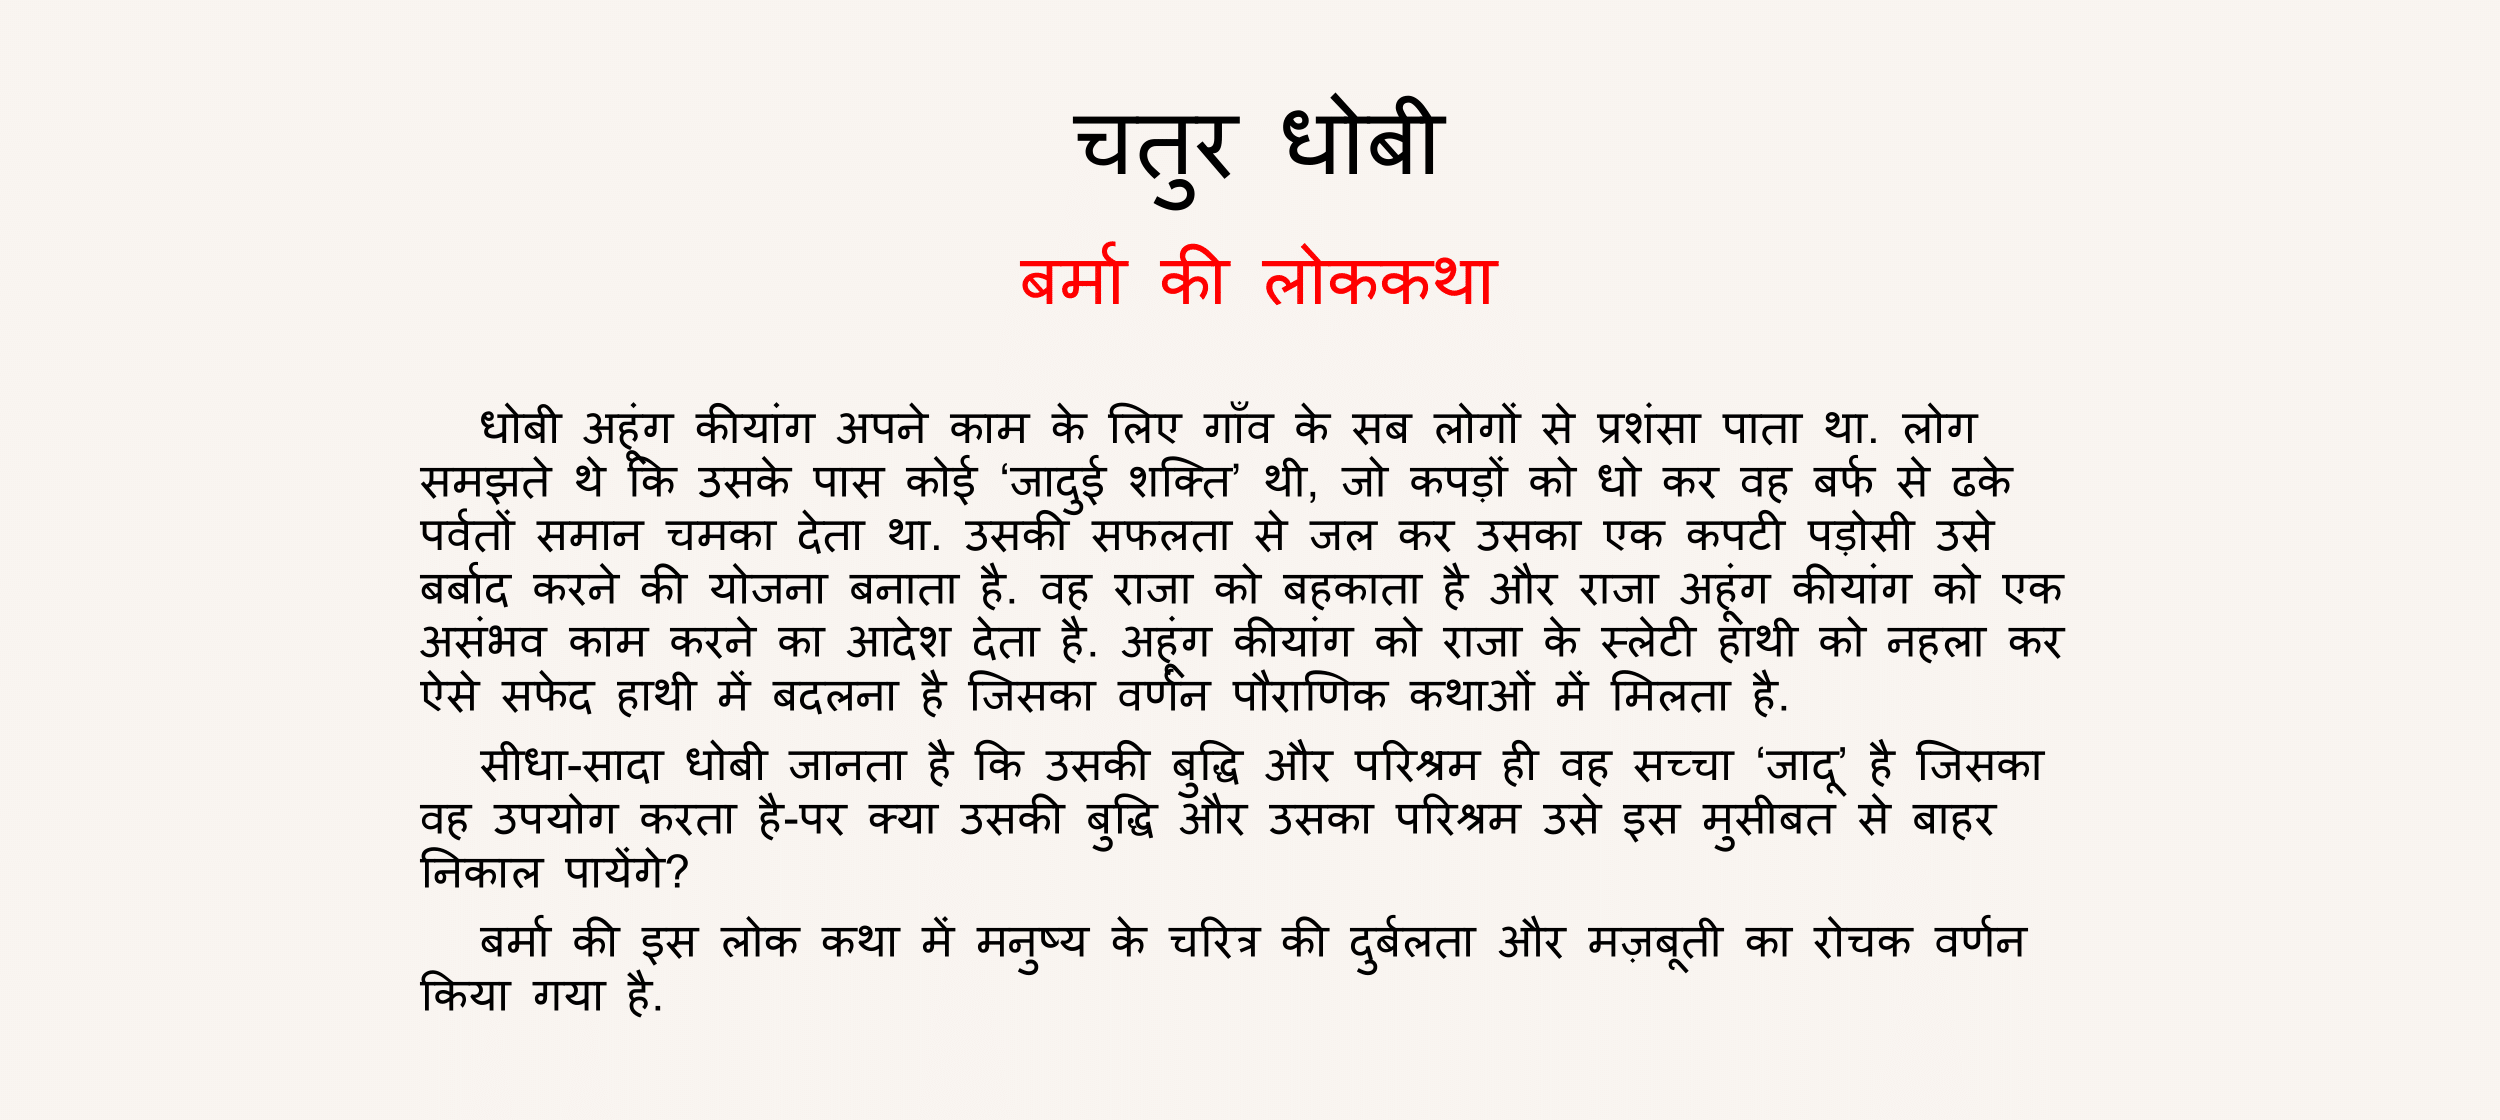 चतुर धोबी
बर्मा की लोककथा
धोबी अहंग कीयांग अपने काम के लिए गाँव के सब लोगों से प्रशंसा पाता था. लोग
समझते थे कि उसके पास कोई ‘जादुई शक्ति’ थी, जो कपड़ों को धो कर वह बर्फ से ढके
पर्वतों समान चमका देता था. उसकी सफलता से जल कर उसका एक कपटी पड़ोसी उसे
बर्बाद करने की योजना बनाता है. वह राजा को बहकाता है और राजा अहंग कीयांग को एक
असंभव काम करने का आदेश देता है. अहंग कीयांग को राजा के स्लेटी हाथी को नहला कर
ऐसे सफेद हाथी में बदलना है जिसका वर्णन पौराणिक कथाओं में मिलता है.
सीधा-सादा धोबी जानता है कि उसकी बुद्धि और परिश्रम ही वह सच्चा ‘जादू’ है जिसका
वह उपयोग करता है-पर क्या उसकी बुद्धि और उसका परिश्रम उसे इस मुसीबत से बाहर
निकाल पायेंगे?
बर्मा की इस लोक कथा में मनुष्य के चरित्र की दुर्बलता और मज़बूती का रोचक वर्णन
किया गया है.